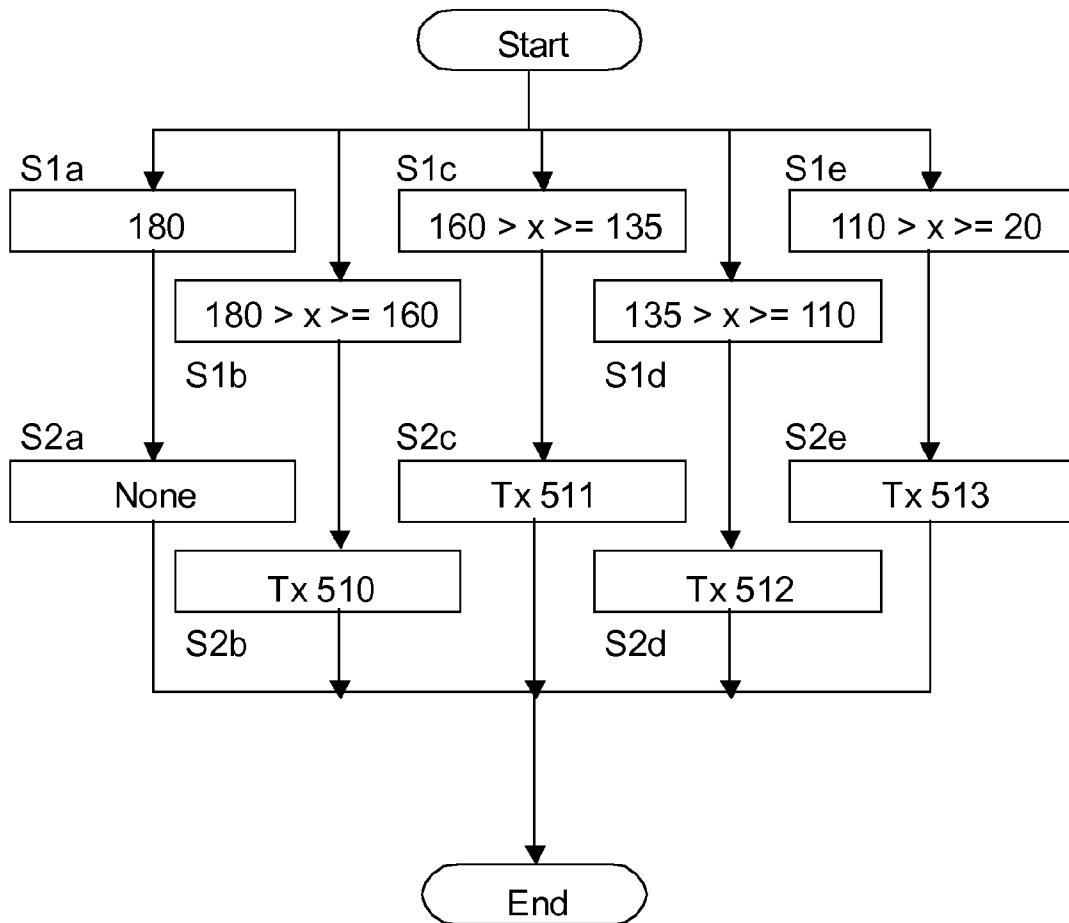 Start
S1a
S1c
S1e
180
160 > x >= 135
110 > x >= 20
180 > x >= 160
135 > x >= 110
S1b
S1d
S2a
S2c
S2e
None
Tx 511
Tx 513
Tx 510
Tx 512
S2b
S2d
End